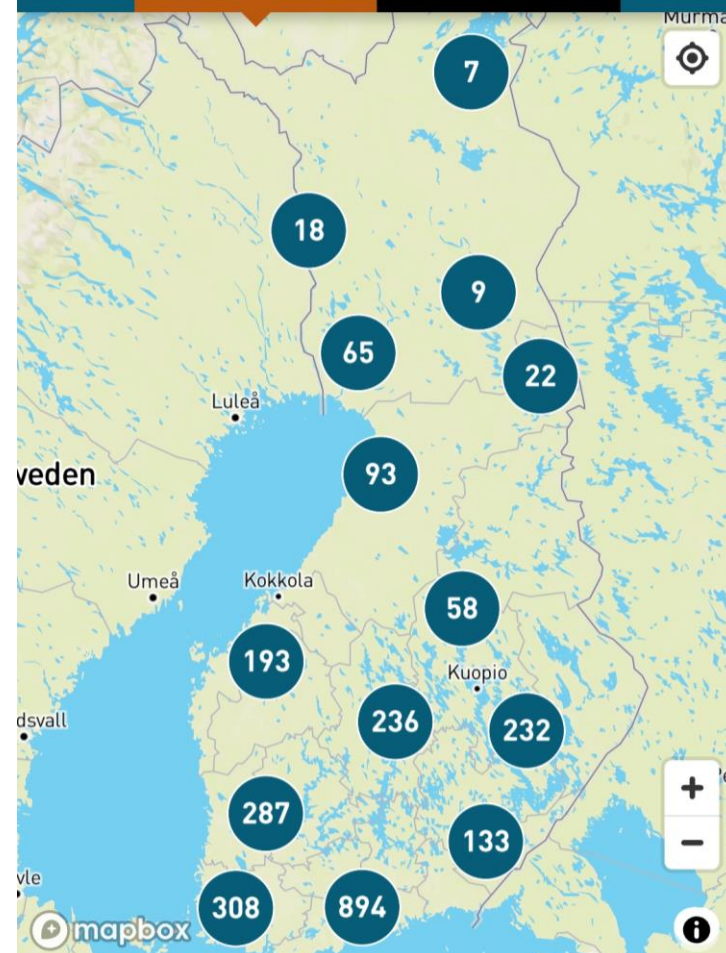 Murma
7
18
9
65
22
Luleå
weden
93
Umeå
Kokkola
58
193
Kuopio
236
232
dsvall
287
133
vle
308
894
mapbox